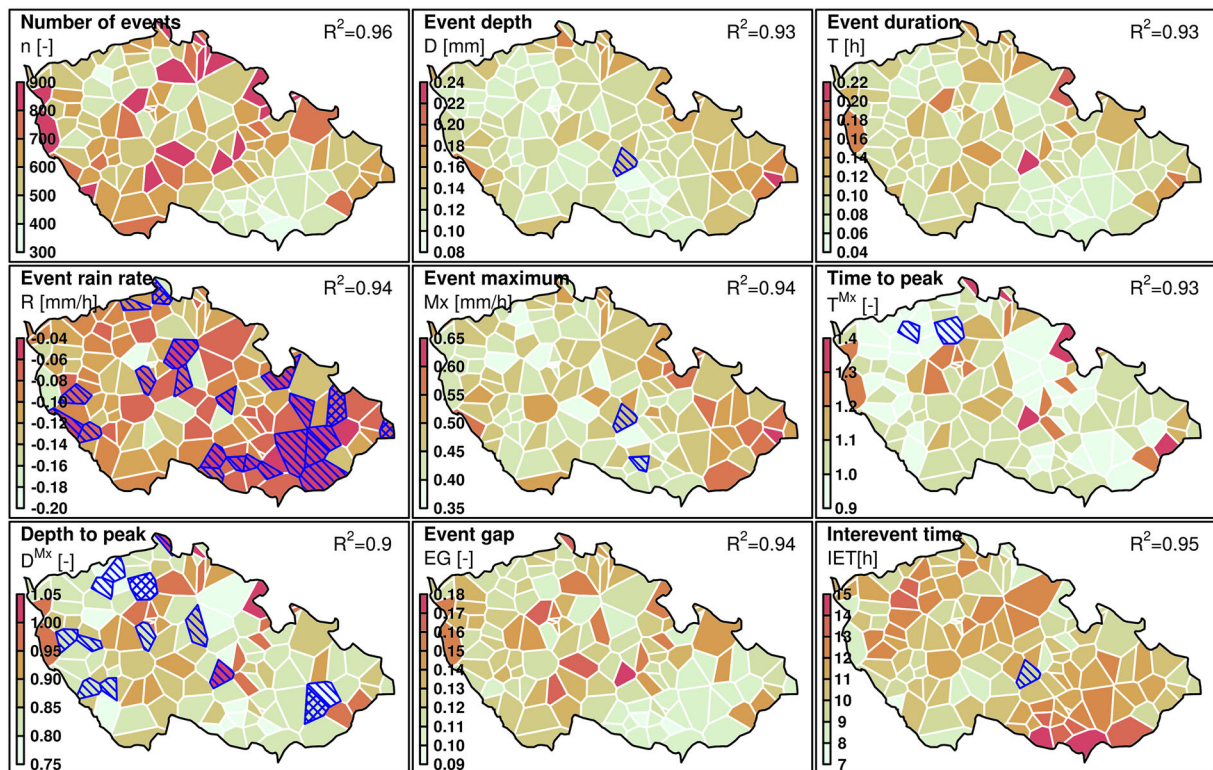 Number of events
n [-]
R²=0.96
900
800
700
600
500
400
300
Event depth
D [mm]
R²=0.93
0.24
0.22
0.20
0.18
0.16
0.14
0.12
0.10
0.08
Event duration
T [h]
R²=0.93
0.22
0.20
0.18
0.16
0.14
0.12
0.10
0.08
0.06
0.04
Event rain rate
R [mm/h]
R²=0.94
-0.04
-0.06
-0.08
-0.10
-0.12
-0.14
-0.16
-0.18
-0.20
Event maximum
Mx [mm/h]
R²=0.94
0.65
0.60
0.55
0.50
0.45
0.40
0.35
Time to peak
T^Mx [-]
R²=0.93
1.4
1.3
1.2
1.1
1.0
0.9
Depth to peak
D^Mx [-]
R²=0.9
1.05
1.00
0.95
0.90
0.85
0.80
0.75
Event gap
EG [-]
R²=0.94
0.18
0.17
0.16
0.15
0.14
0.13
0.12
0.11
0.10
0.09
Interevent time
IET[h]
R²=0.95
15
14
13
12
11
10
9
8
7